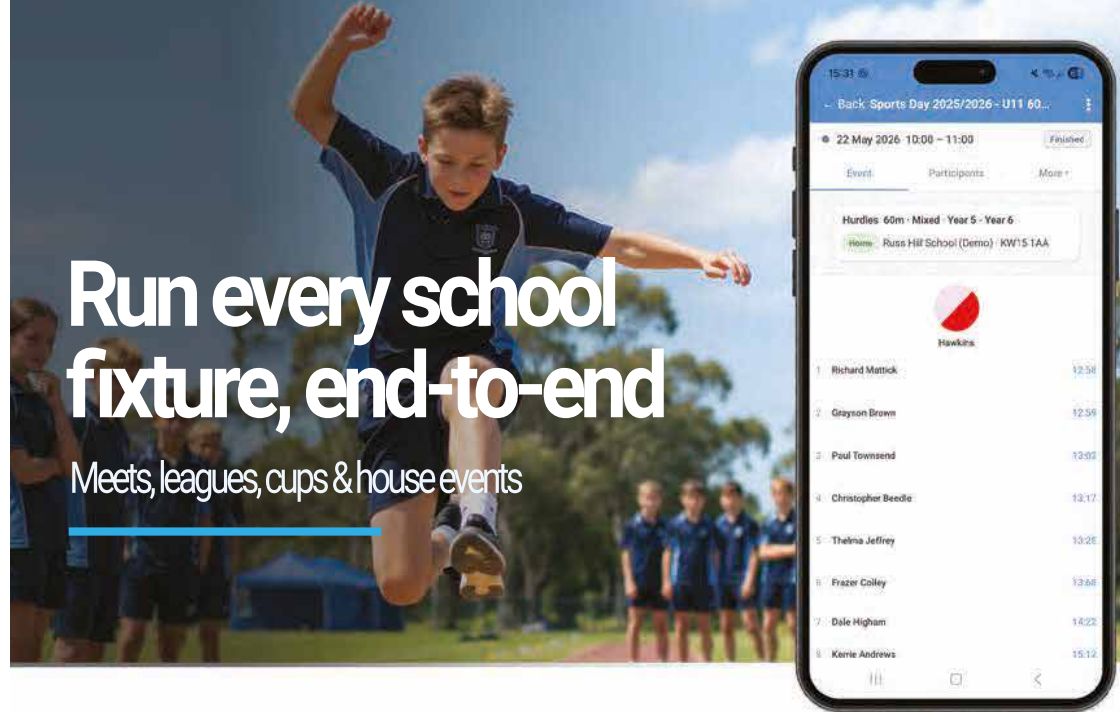 Run every school
fixture, end-to-end
Meets, leagues, cups & house events
15:31
← Back Sports Day 2025/2026 - U11 60...
22 May 2026 10:00 – 11:00
Finished
Event Participants More
Hurdles 60m · Mixed · Year 5 - Year 6
Home Russ Hill School (Demo) · KW15 1AA
Hawkins
1 Richard Mattick 12:58
2 Grayson Brown 12:59
3 Paul Townsend 13:03
4 Christopher Beedle 13:17
5 Thelma Jeffrey 13:28
6 Frazer Colley 13:68
7 Dale Higham 14:22
8 Kerrie Andrews 15:12